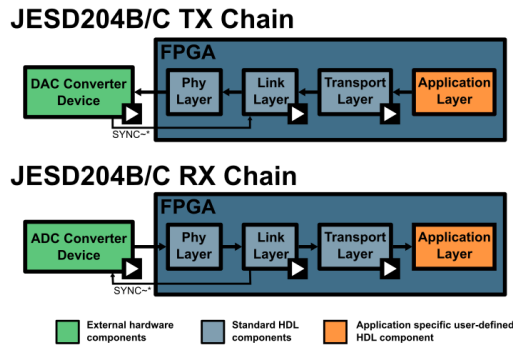 JESD204B/C TX Chain
FPGA
DAC Converter
Device
Phy
Layer
Link
Layer
Transport
Layer
Application
Layer
SYNC~*
JESD204B/C RX Chain
FPGA
ADC Converter
Device
Phy
Layer
Link
Layer
Transport
Layer
Application
Layer
SYNC~*
External hardware
components
Standard HDL
components
Application specific user-defined
HDL component